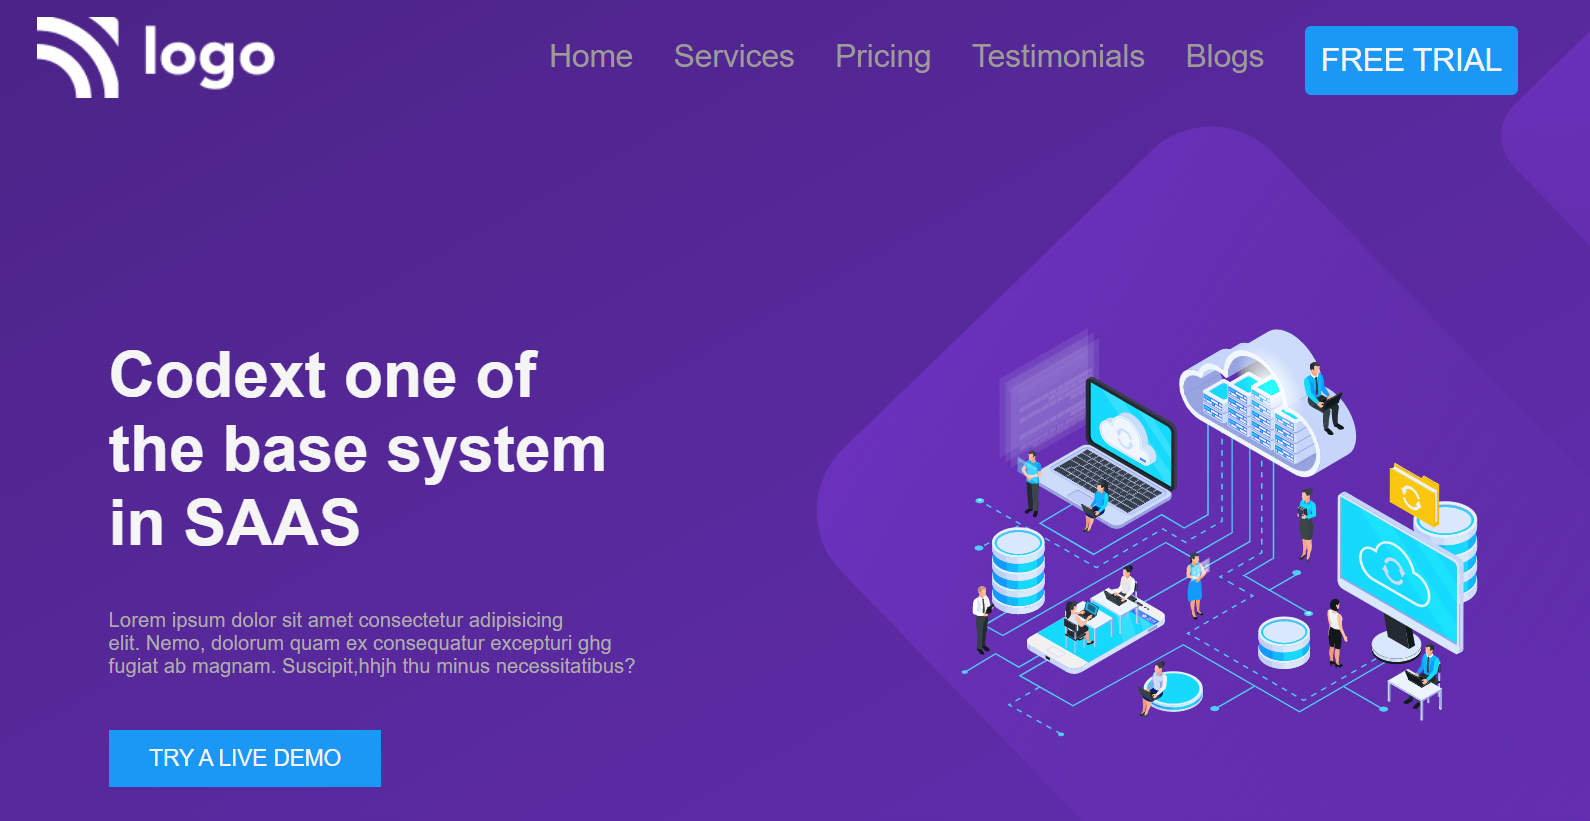 logo
Home Services Pricing Testimonials Blogs FREE TRIAL
Codext one of
the base system
in SAAS
Lorem ipsum dolor sit amet consectetur adipisicing
elit. Nemo, dolorum quam ex consequatur excepturi ghg
fugiat ab magnam. Suscipit,hhjh thu minus necessitatibus?
TRY A LIVE DEMO